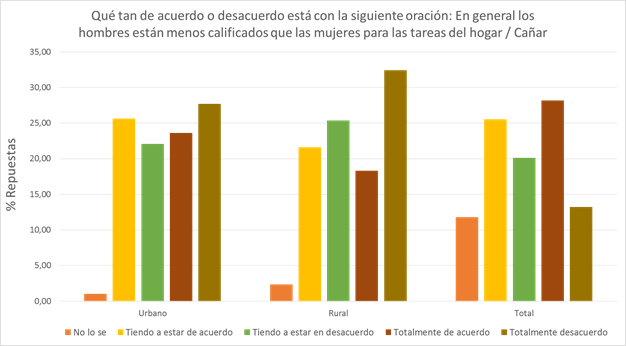 Qué tan de acuerdo o desacuerdo está con la siguiente oración: En general los
hombres están menos calificados que las mujeres para las tareas del hogar / Cañar
% Repuestas
35,00
30,00
25,00
20,00
15,00
10,00
5,00
0,00
Urbano
Rural
Total
No lo se
Tiendo a estar de acuerdo
Tiendo a estar en desacuerdo
Totalmente de acuerdo
Totalmente desacuerdo